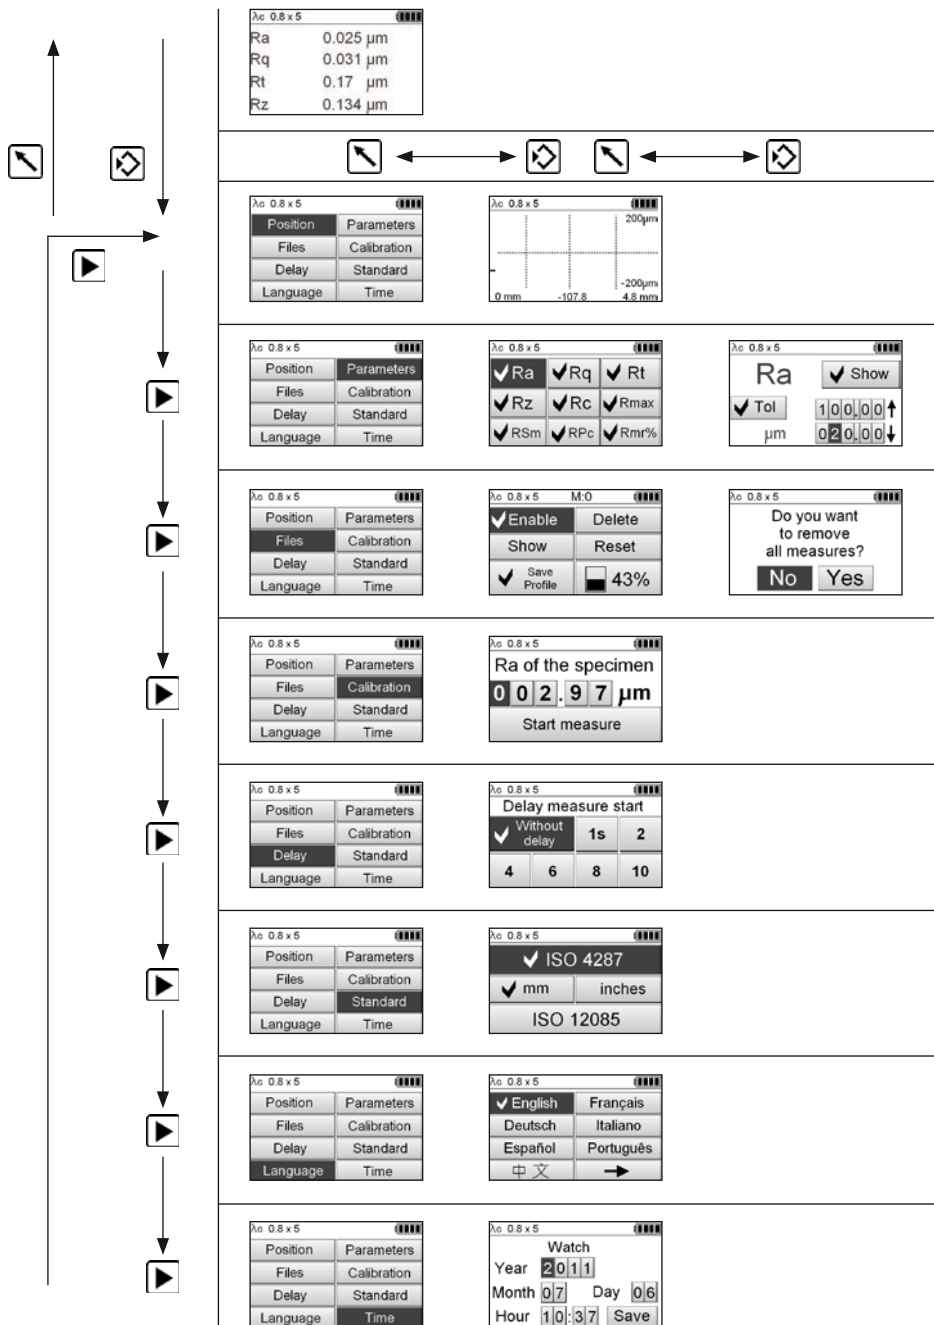 λc 0.8 x 5
Ra 0.025 µm
Rq 0.031 µm
Rt 0.17 µm
Rz 0.134 µm
λc 0.8 x 5
Position Parameters
Files Calibration
Delay Standard
Language Time
λc 0.8 x 5
200µm
-200µm
0 mm -107.8 4.8 mm
λc 0.8 x 5
Position Parameters
Files Calibration
Delay Standard
Language Time
λc 0.8 x 5
Ra Rq Rt
Rz Rc Rmax
RSm RPc Rmr%
λc 0.8 x 5
Ra Show
Tol 100.00
µm 020.00
λc 0.8 x 5
Position Parameters
Files Calibration
Delay Standard
Language Time
λc 0.8 x 5 M:0
Enable Delete
Show Reset
Save
Profile 43%
λc 0.8 x 5
Do you want
to remove
all measures?
No Yes
λc 0.8 x 5
Position Parameters
Files Calibration
Delay Standard
Language Time
λc 0.8 x 5
Ra of the specimen
002.97 µm
Start measure
λc 0.8 x 5
Position Parameters
Files Calibration
Delay Standard
Language Time
λc 0.8 x 5
Delay measure start
Without
delay 1s 2
4 6 8 10
λc 0.8 x 5
Position Parameters
Files Calibration
Delay Standard
Language Time
λc 0.8 x 5
ISO 4287
mm inches
ISO 12085
λc 0.8 x 5
Position Parameters
Files Calibration
Delay Standard
Language Time
λc 0.8 x 5
English Français
Deutsch Italiano
Español Português
中文
λc 0.8 x 5
Position Parameters
Files Calibration
Delay Standard
Language Time
λc 0.8 x 5
Watch
Year 2011
Month 07 Day 06
Hour 10:37 Save